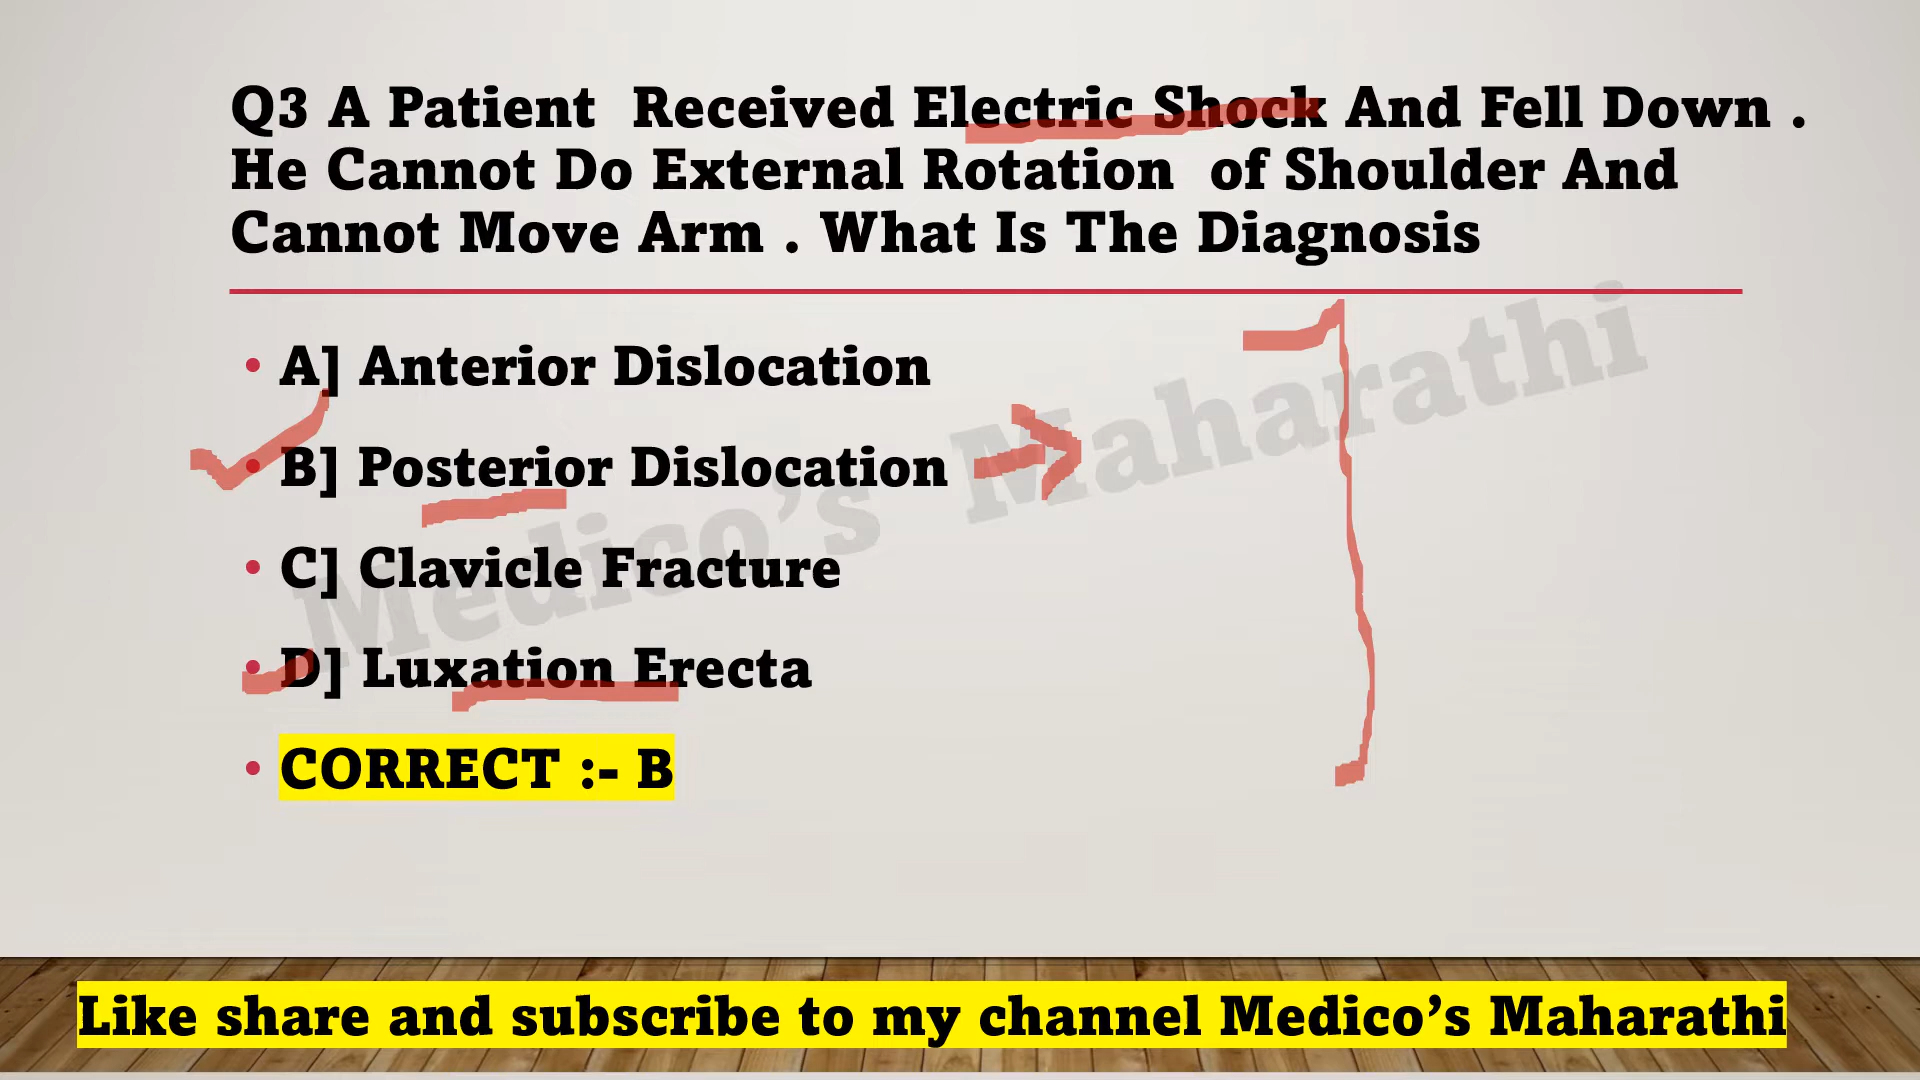 Q3 A Patient Received Electric Shock And Fell Down .
He Cannot Do External Rotation of Shoulder And
Cannot Move Arm . What Is The Diagnosis
• A] Anterior Dislocation
• B] Posterior Dislocation
• C] Clavicle Fracture
• D] Luxation Erecta
• CORRECT :- B
Medico’s Maharathi
Like share and subscribe to my channel Medico’s Maharathi